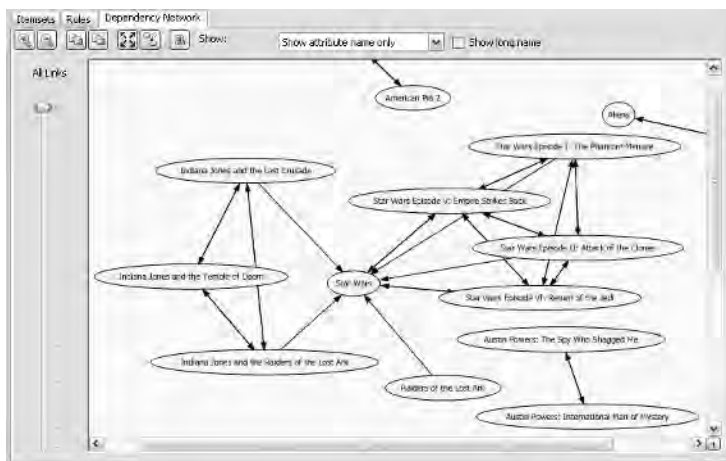 Itemsets Rules Dependency Network
Show: Show attribute name only Show long name
All Links
American Pie 2
Aliens
Star Wars Episode I: The Phantom Menace
Indiana Jones and the Last Crusade
Star Wars Episode V: Empire Strikes Back
Star Wars Episode II: Attack of the Clones
Indiana Jones and the Temple of Doom
Star Wars
Star Wars Episode VI: Return of the Jedi
Austin Powers: The Spy Who Shagged Me
Indiana Jones and the Raiders of the Lost Ark
Raiders of the Lost Ark
Austin Powers: International Man of Mystery